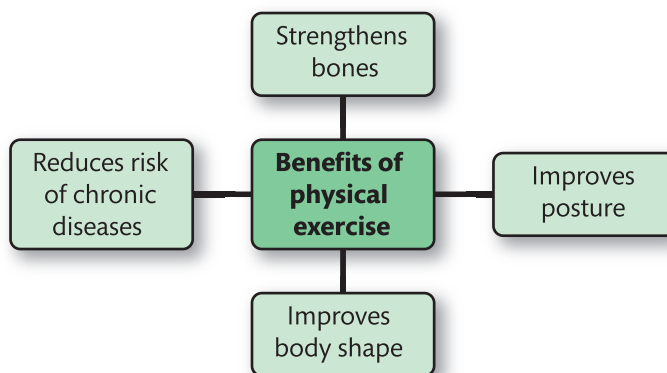 Strengthens
bones
Reduces risk
of chronic
diseases
Benefits of
physical
exercise
Improves
posture
Improves
body shape